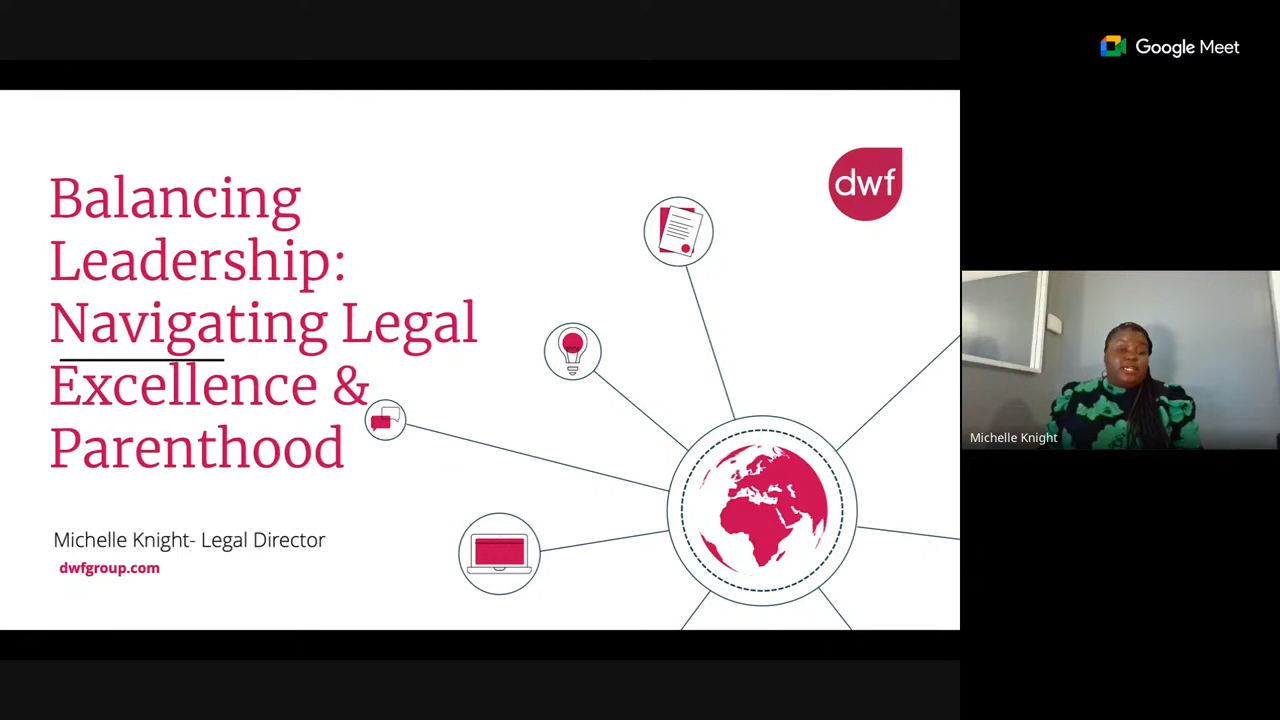 Balancing
Leadership:
Navigating Legal
Excellence &
Parenthood
Michelle Knight- Legal Director
dwfgroup.com
dwf
Google Meet
Michelle Knight